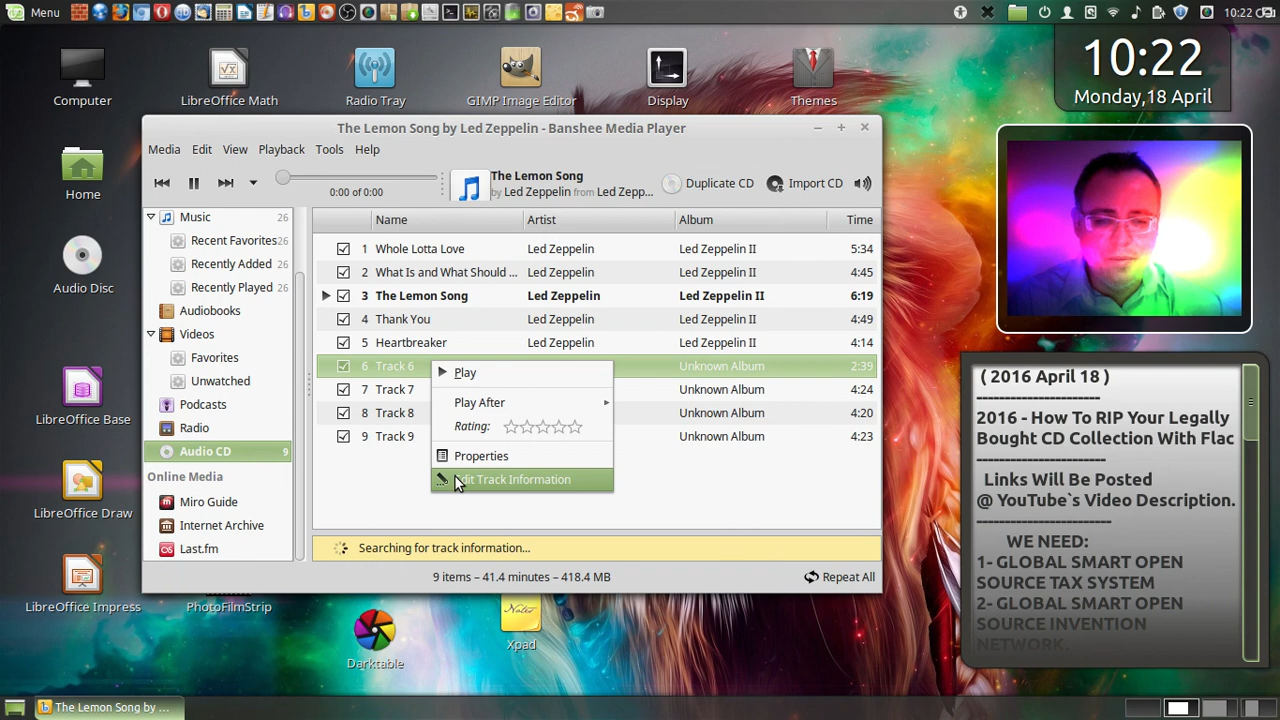 Menu
10:22
Computer
LibreOffice Math
Radio Tray
GIMP Image Editor
Display
Themes
10:22
Monday,18 April
Home
Audio Disc
LibreOffice Base
LibreOffice Draw
LibreOffice Impress
PhotoFilmStrip
Darktable
Xpad
The Lemon Song by Led Zeppelin - Banshee Media Player
Media Edit View Playback Tools Help
0:00 of 0:00
The Lemon Song
by Led Zeppelin from Led Zepp...
Duplicate CD
Import CD
Music 26
Recent Favorites 26
Recently Added 26
Recently Played 26
Audiobooks
Videos
Favorites
Unwatched
Podcasts
Radio
Audio CD 9
Online Media
Miro Guide
Internet Archive
Last.fm
Name Artist Album Time
1 Whole Lotta Love Led Zeppelin Led Zeppelin II 5:34
2 What Is and What Should ... Led Zeppelin Led Zeppelin II 4:45
3 The Lemon Song Led Zeppelin Led Zeppelin II 6:19
4 Thank You Led Zeppelin Led Zeppelin II 4:49
5 Heartbreaker Led Zeppelin Led Zeppelin II 4:14
6 Track 6 Unknown Album 2:39
7 Track 7 Unknown Album 4:24
8 Track 8 Unknown Album 4:20
9 Track 9 Unknown Album 4:23
Play
Play After
Rating:
Properties
Edit Track Information
Searching for track information...
9 items – 41.4 minutes – 418.4 MB
Repeat All
( 2016 April 18 )
----------------------
2016 - How To RIP Your Legally
Bought CD Collection With Flac
-----------------------
Links Will Be Posted
@ YouTube`s Video Description.
------------------------
WE NEED:
1- GLOBAL SMART OPEN
SOURCE TAX SYSTEM
2- GLOBAL SMART OPEN
SOURCE INVENTION
NETWORK.
The Lemon Song by ...